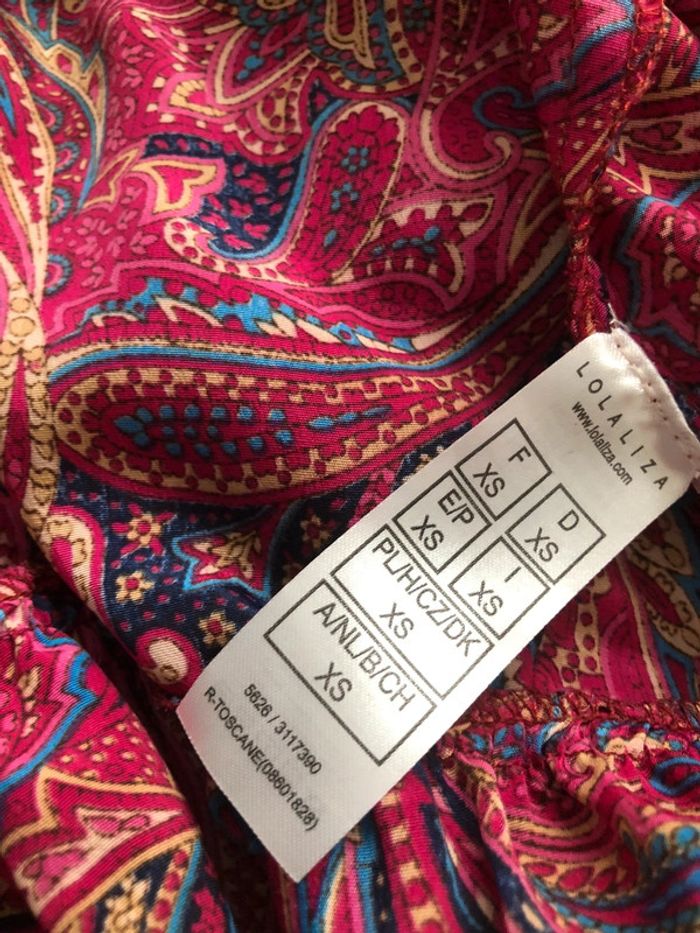 LOLALIZA
www.lolaliza.com
F
XS
D
XS
E/P
XS
I
XS
PL/H/CZ/DK
XS
A/NL/B/CH
XS
5626 / 3117390
R-TOSCANE(08601828)